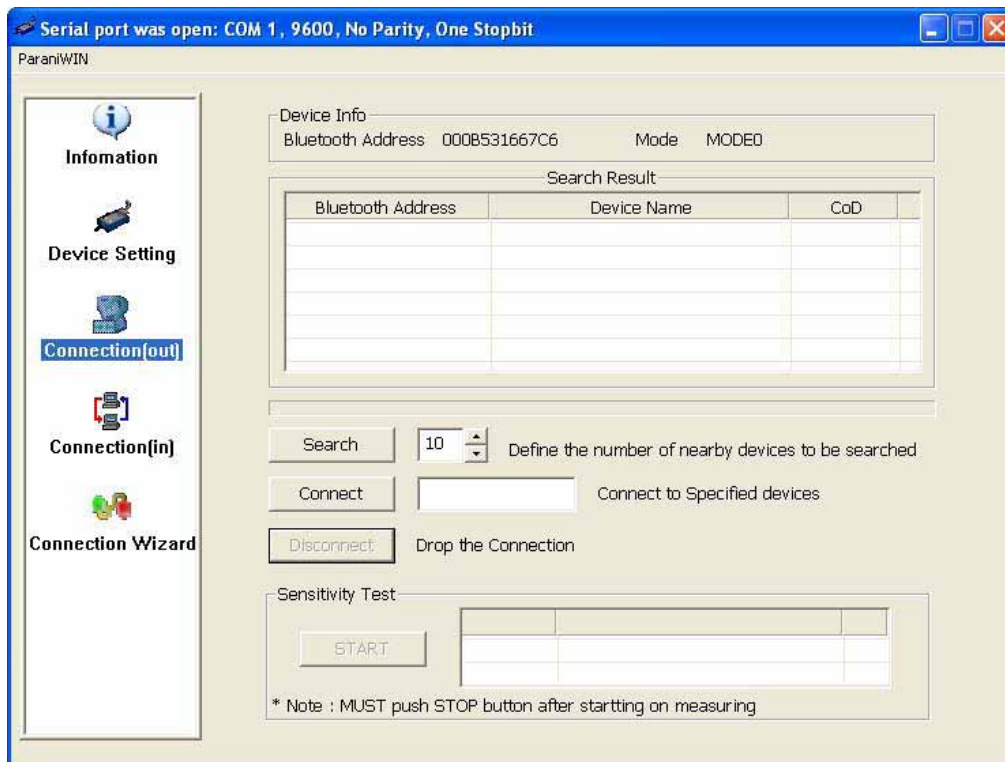 Serial port was open: COM 1, 9600, No Parity, One Stopbit
ParaniWIN
Infomation
Device Setting
Connection(out)
Connection(in)
Connection Wizard
Device Info
Bluetooth Address 000B531667C6 Mode MODE0
Search Result
Bluetooth Address Device Name CoD
Search 10 Define the number of nearby devices to be searched
Connect Connect to Specified devices
Disconnect Drop the Connection
Sensitivity Test
START
* Note : MUST push STOP button after startting on measuring